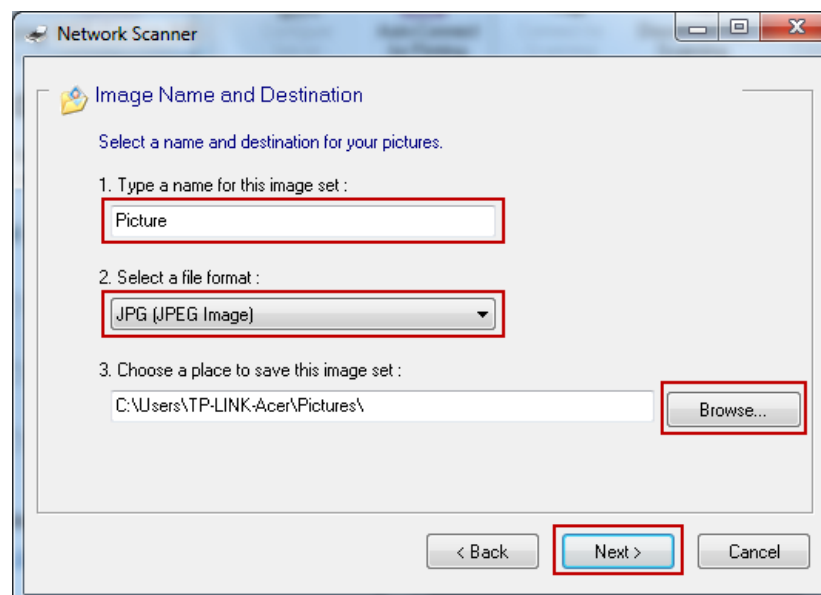 Network Scanner
Image Name and Destination
Select a name and destination for your pictures.
1. Type a name for this image set :
Picture
2. Select a file format :
JPG (JPEG Image)
3. Choose a place to save this image set :
C:\Users\TP-LINK-Acer\Pictures\
Browse...
< Back
Next >
Cancel